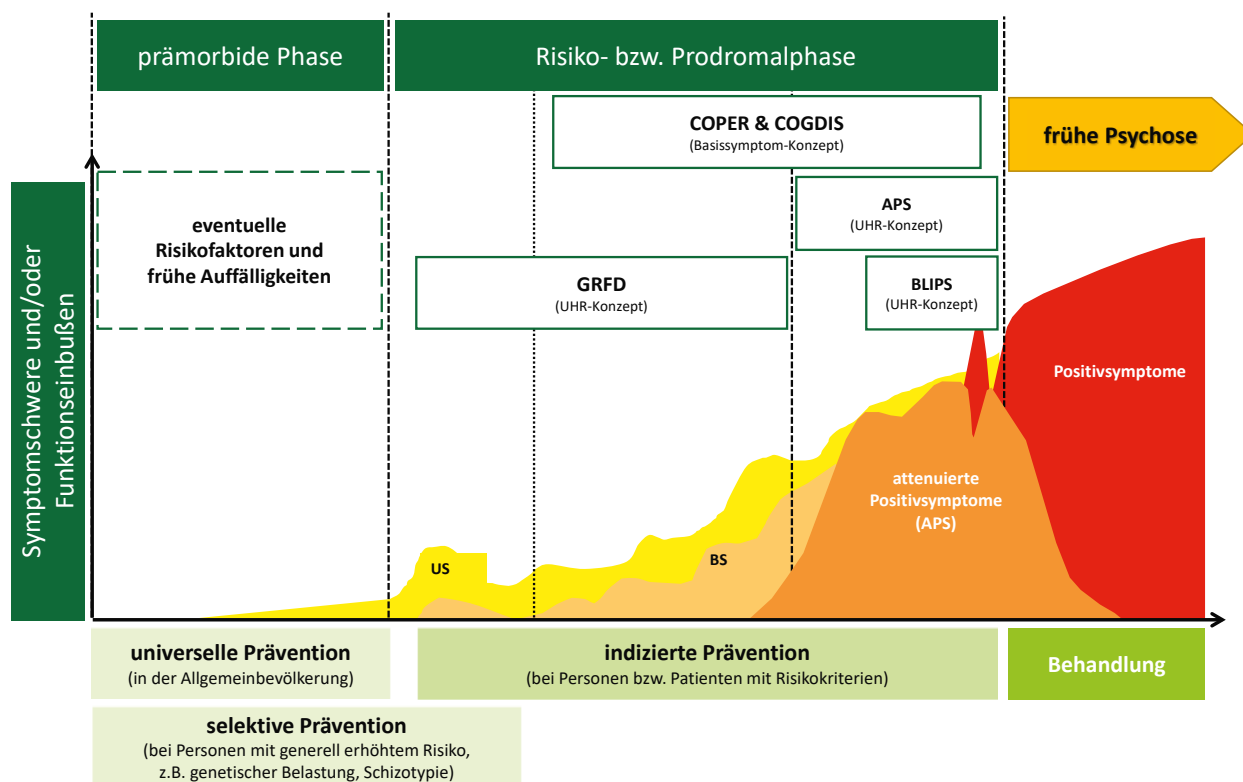 prämorbide Phase
Risiko- bzw. Prodromalphase
COPER & COGDIS
(Basissymptom-Konzept)
frühe Psychose
Symptomschwere und/oder
Funktionseinbußen
eventuelle
Risikofaktoren und
frühe Auffälligkeiten
APS
(UHR-Konzept)
GRFD
(UHR-Konzept)
BLIPS
(UHR-Konzept)
Positivsymptome
attenuierte
Positivsymptome
(APS)
US
BS
universelle Prävention
(in der Allgemeinbevölkerung)
indizierte Prävention
(bei Personen bzw. Patienten mit Risikokriterien)
Behandlung
selektive Prävention
(bei Personen mit generell erhöhtem Risiko,
z.B. genetischer Belastung, Schizotypie)